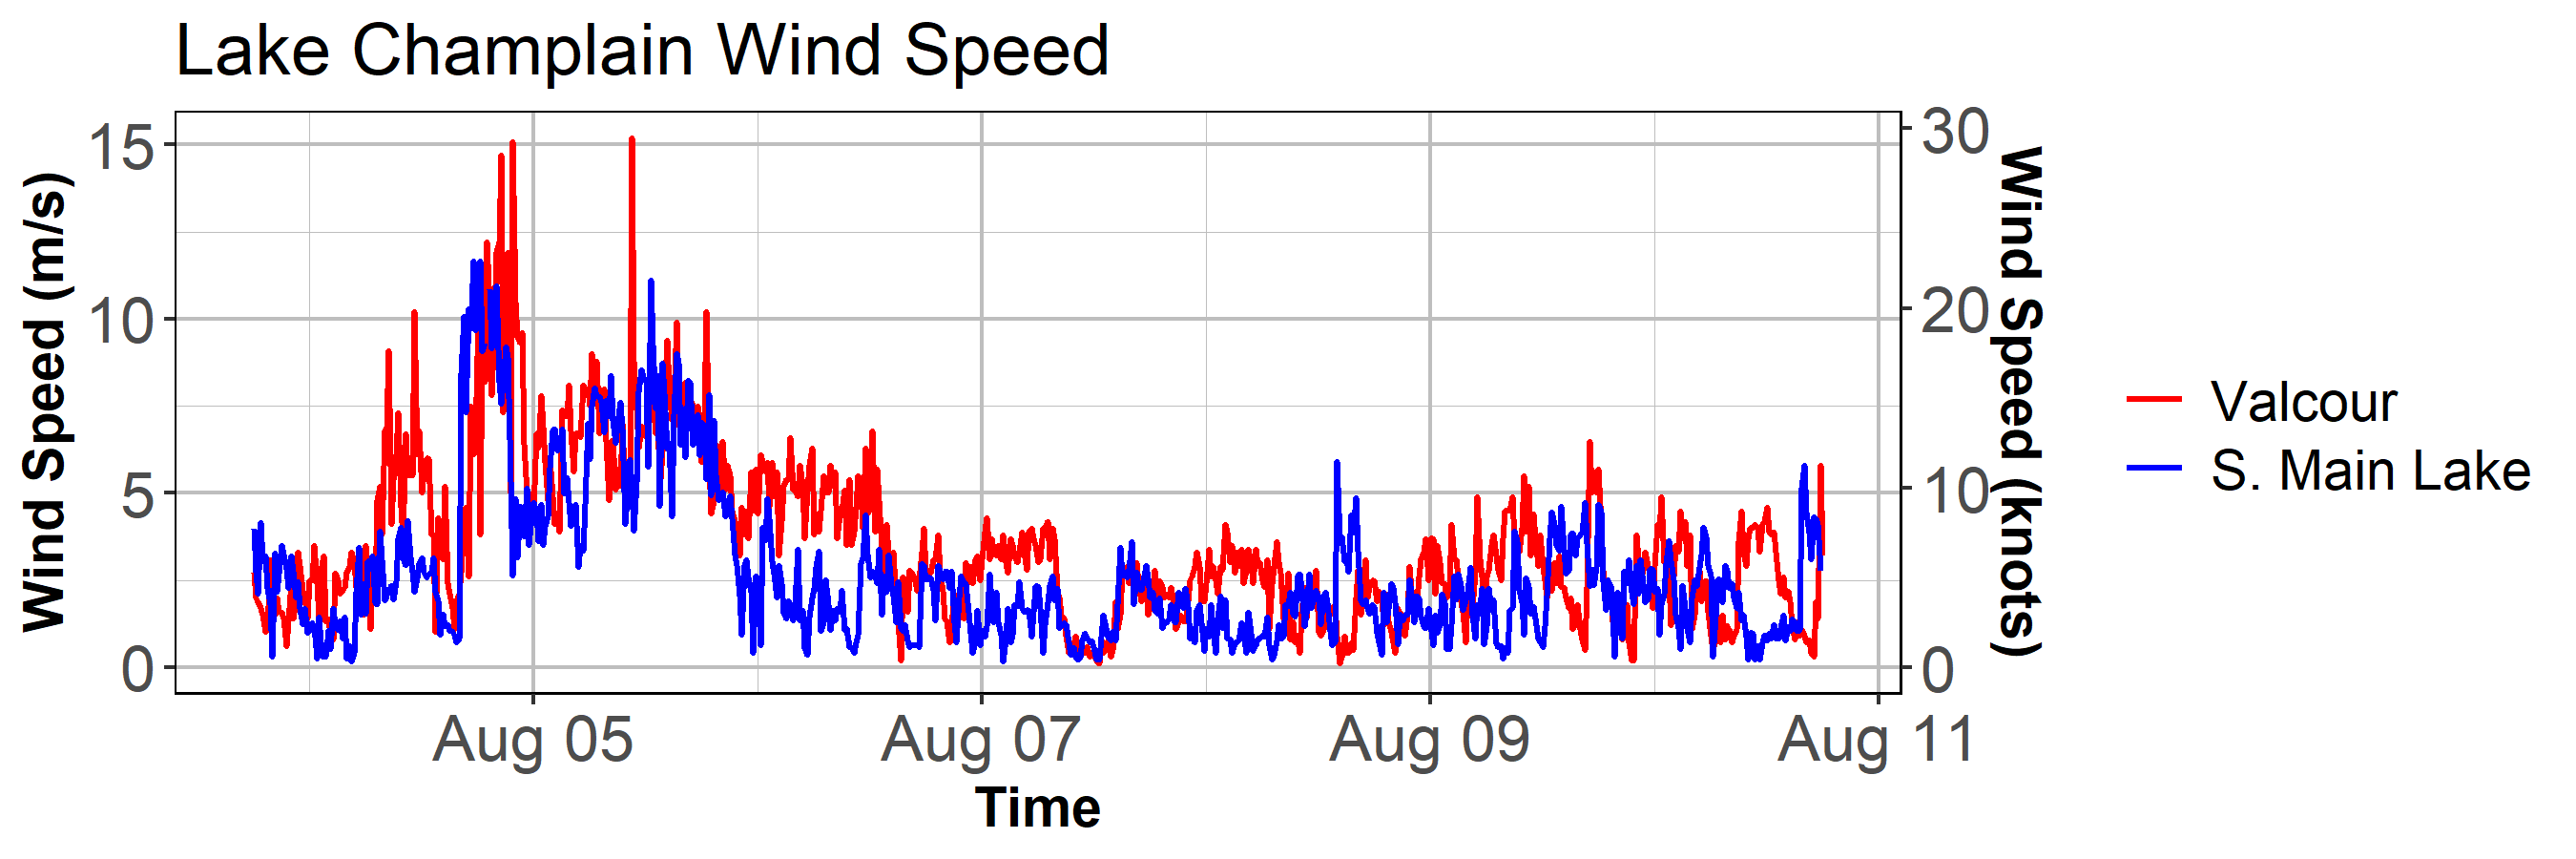 Lake Champlain Wind Speed
Wind Speed (m/s)
15
10
5
0
30
20
10
0
Wind Speed (knots)
Aug 05
Aug 07
Aug 09
Aug 11
Time
Valcour
S. Main Lake